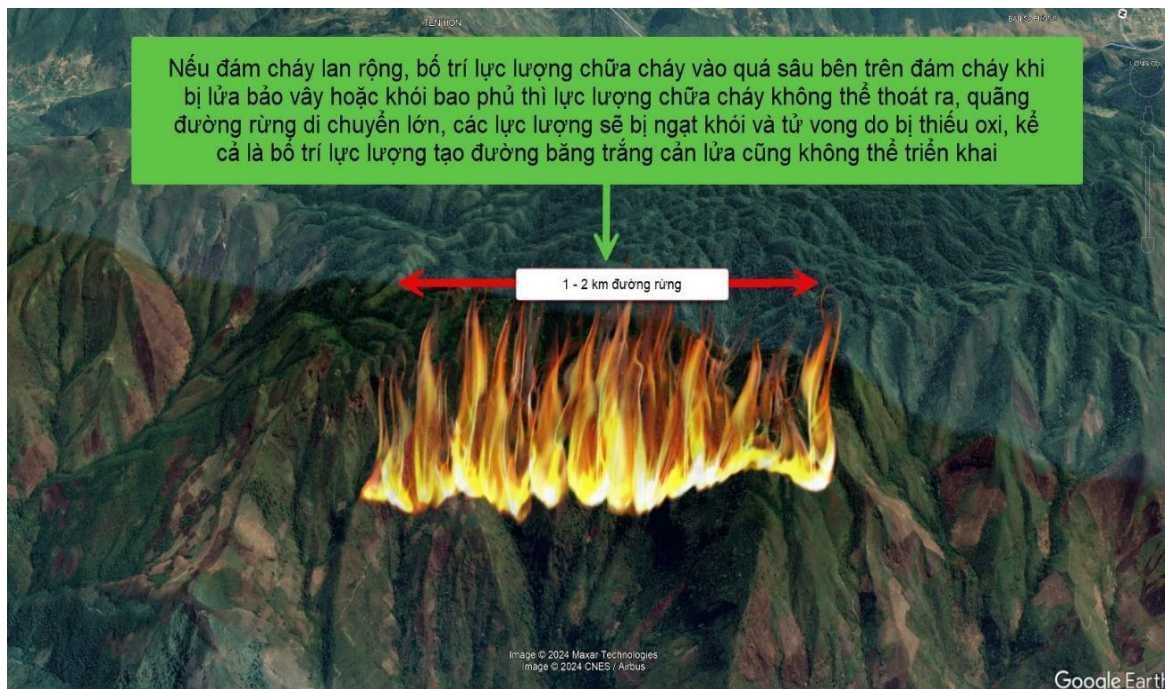 TEN HON
Nếu đám cháy lan rộng, bố trí lực lượng chữa cháy vào quá sâu bên trên đám cháy khi
bị lửa bảo vây hoặc khói bao phủ thì lực lượng chữa cháy không thể thoát ra, quãng
đường rừng di chuyển lớn, các lực lượng sẽ bị ngạt khói và tử vong do bị thiếu oxi, kể
cả là bố trí lực lượng tạo đường băng trắng cản lửa cũng không thể triển khai
1 - 2 km đường rừng
Image © 2024 Maxar Technologies
Image © 2024 CNES / Airbus
Google Earth